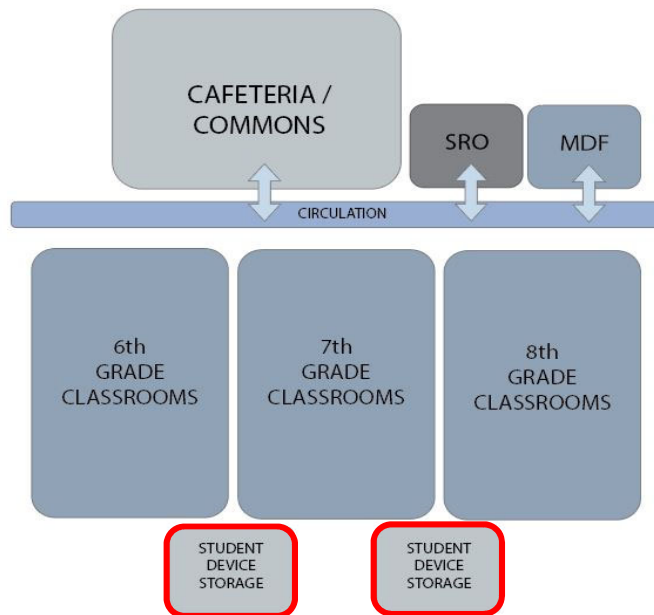 CAFETERIA /
COMMONS
SRO
MDF
CIRCULATION
6th
GRADE
CLASSROOMS
7th
GRADE
CLASSROOMS
8th
GRADE
CLASSROOMS
STUDENT
DEVICE
STORAGE
STUDENT
DEVICE
STORAGE